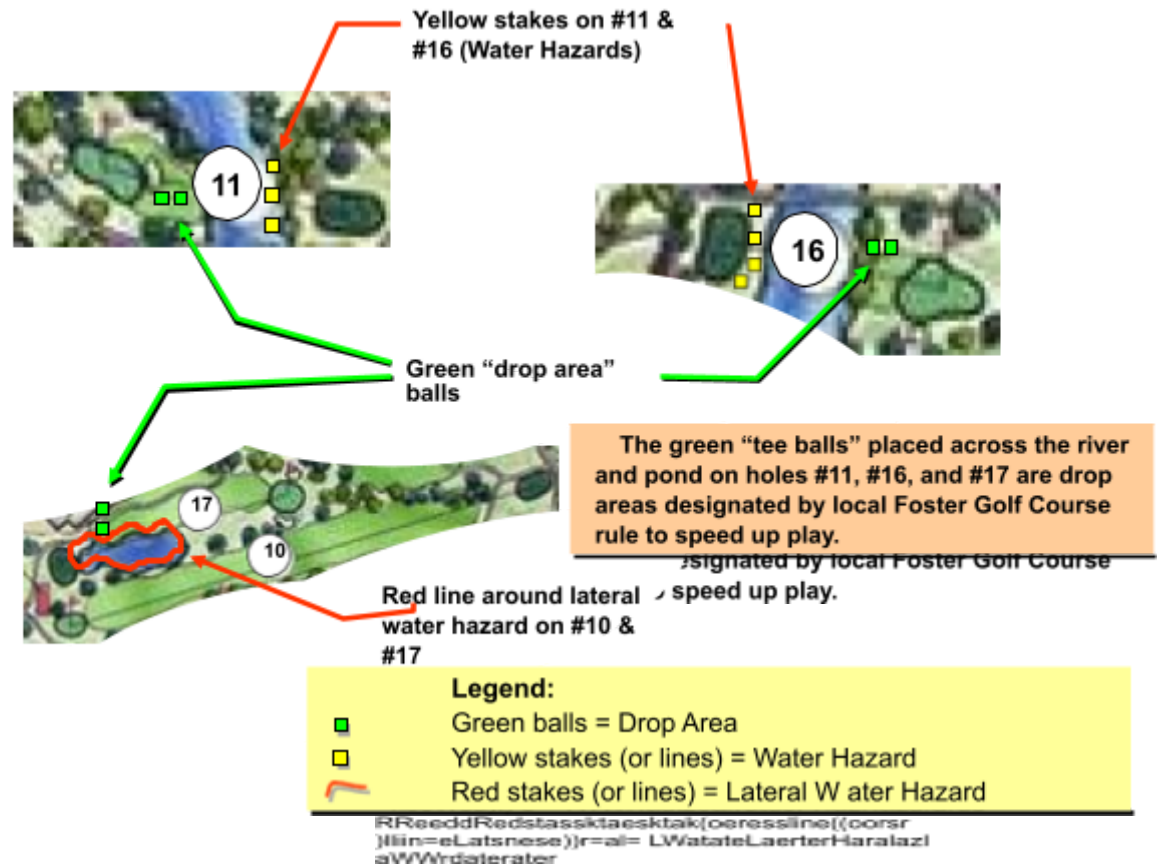 Yellow stakes on #11 &
#16 (Water Hazards)
11
16
Green “drop area”
balls
The green “tee balls” placed across the river
and pond on holes #11, #16, and #17 are drop
areas designated by local Foster Golf Course
rule to speed up play.
designated by local Foster Golf Course
speed up play.
17
10
Red line around lateral
water hazard on #10 &
#17
Legend:
Green balls = Drop Area
Yellow stakes (or lines) = Water Hazard
Red stakes (or lines) = Lateral W ater Hazard